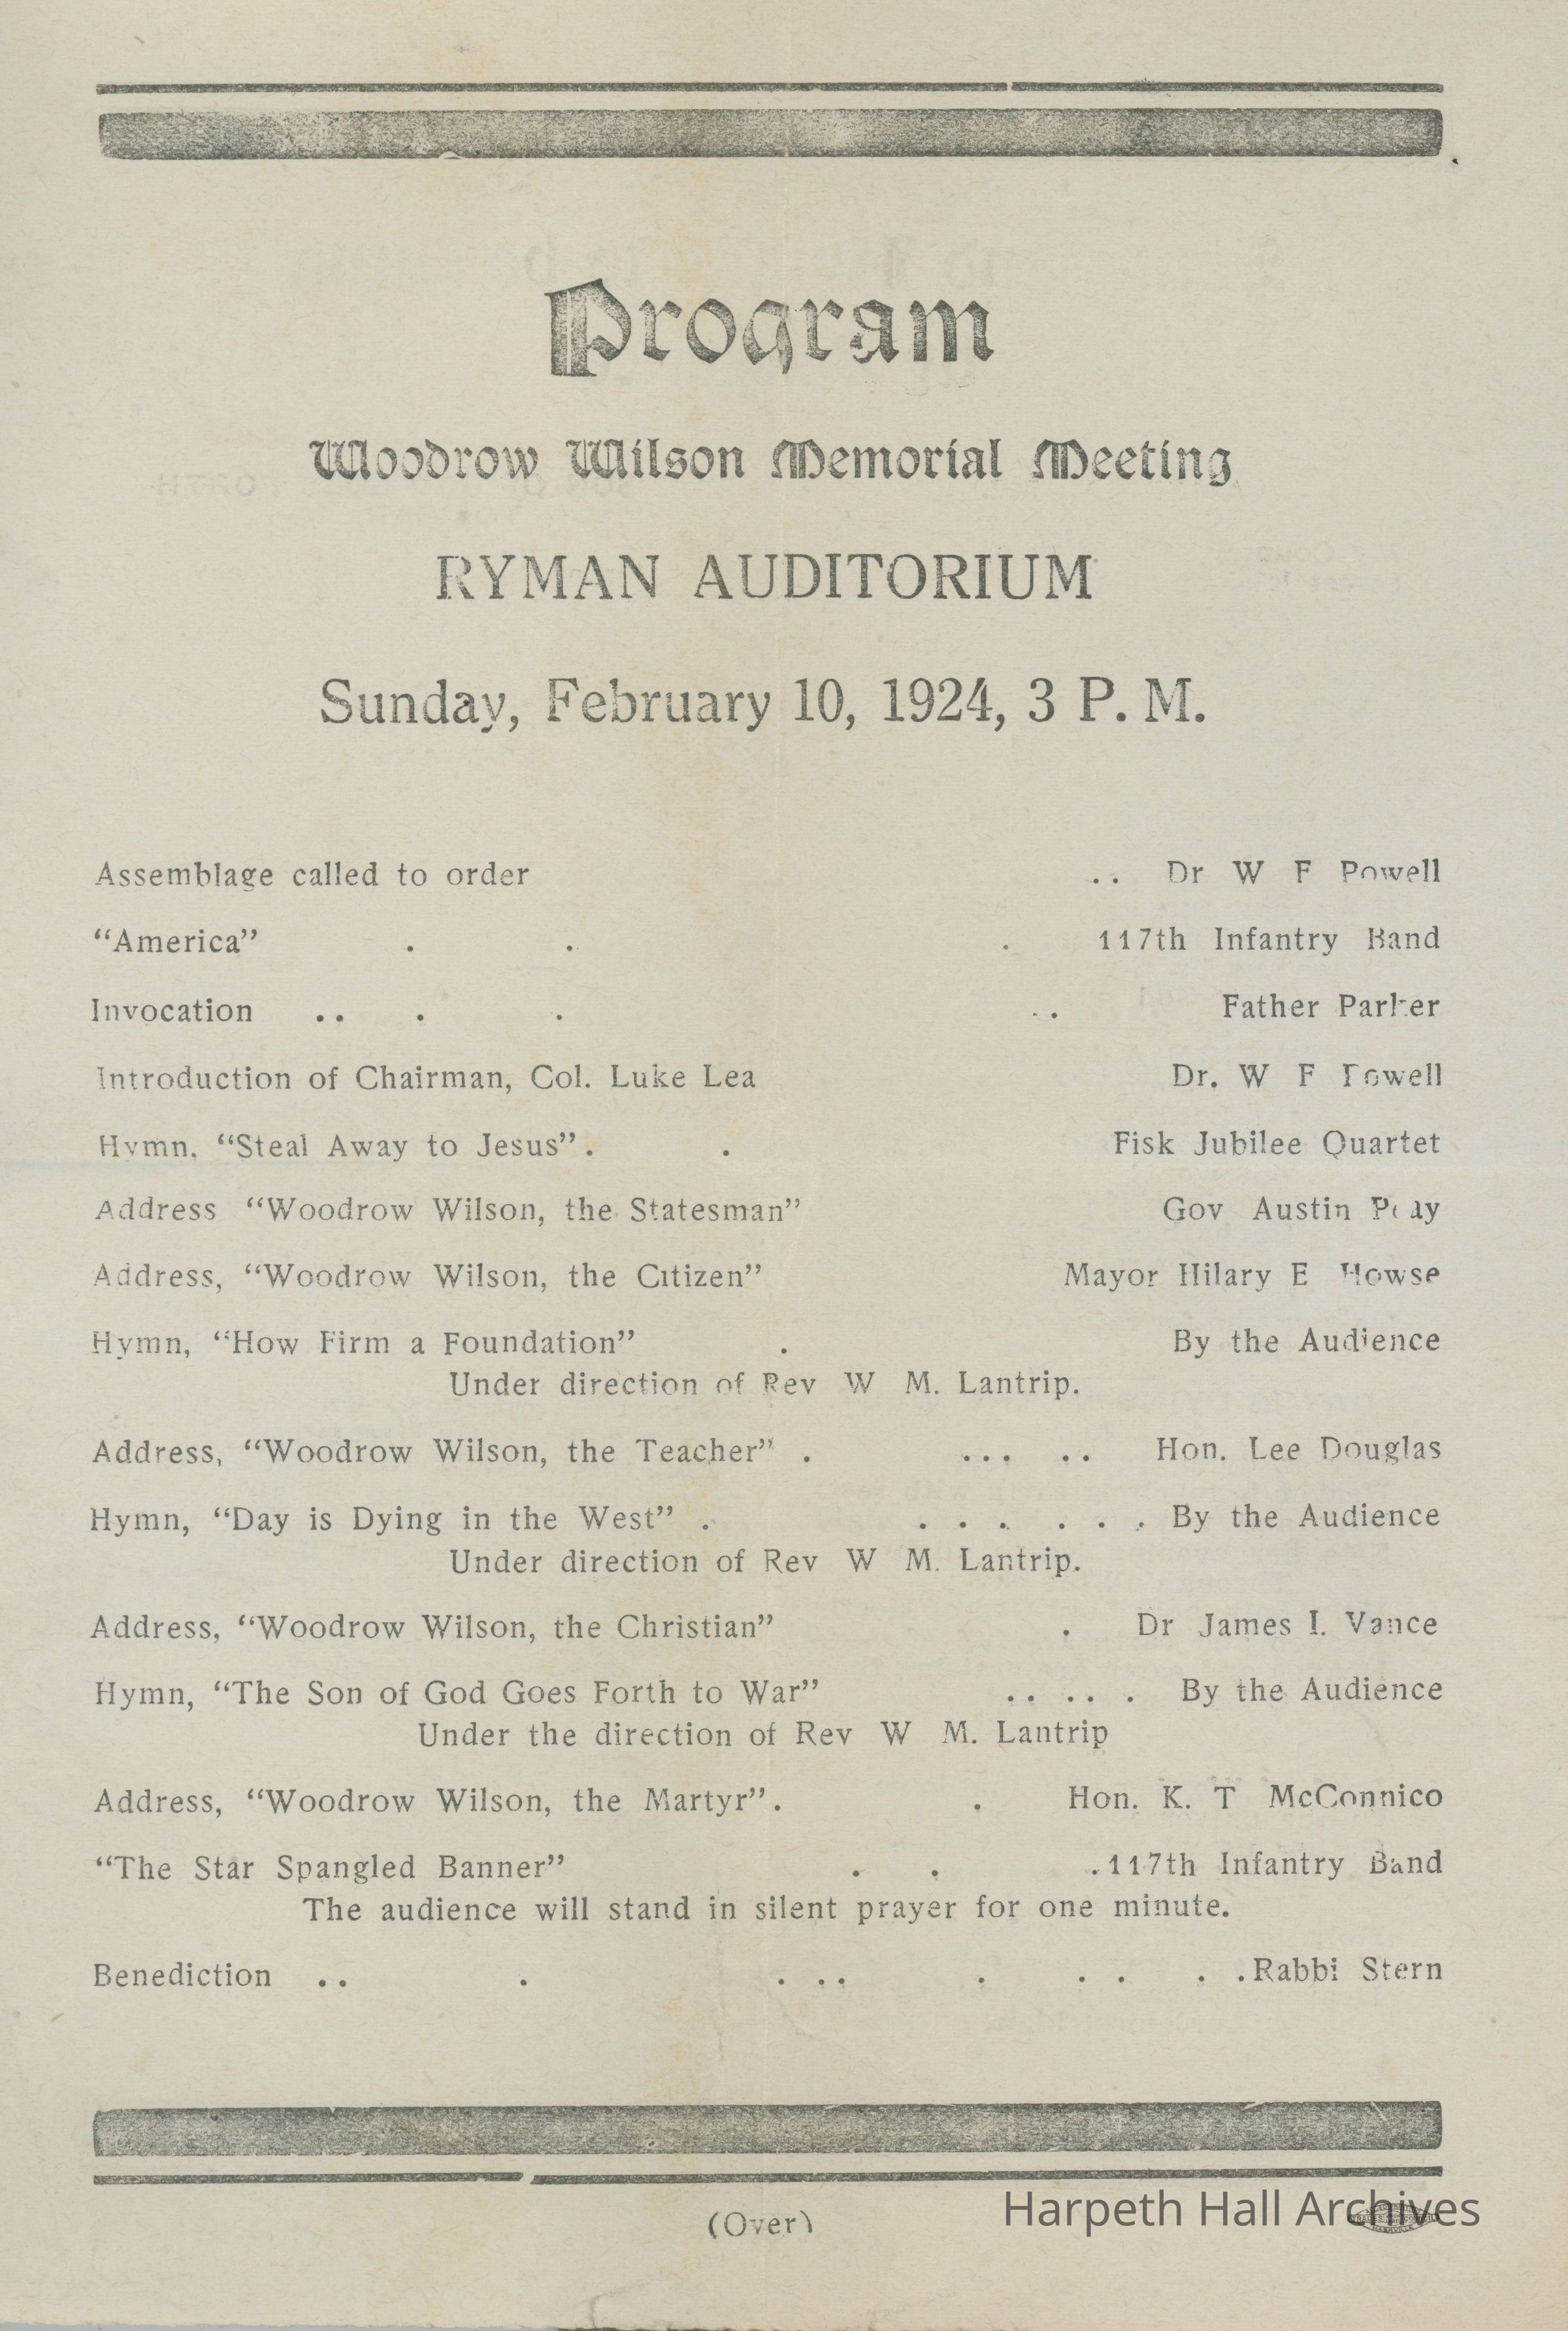 Program
Woodrow Wilson Memorial Meeting
RYMAN AUDITORIUM
Sunday, February 10, 1924, 3 P. M.
Assemblage called to order .. Dr W F Powell
"America" . . . 117th Infantry Band
Invocation .. . . .. Father Parker
Introduction of Chairman, Col. Luke Lea Dr. W F Powell
Hymn, "Steal Away to Jesus". . Fisk Jubilee Quartet
Address "Woodrow Wilson, the Statesman" Gov Austin Peay
Address, "Woodrow Wilson, the Citizen" Mayor Hilary E Howse
Hymn, "How Firm a Foundation" . By the Audience
Under direction of Rev W M. Lantrip.
Address, "Woodrow Wilson, the Teacher" . ... .. Hon. Lee Douglas
Hymn, "Day is Dying in the West" . . . . . . . By the Audience
Under direction of Rev W M. Lantrip.
Address, "Woodrow Wilson, the Christian" . Dr James I. Vance
Hymn, "The Son of God Goes Forth to War" .. .. . By the Audience
Under the direction of Rev W M. Lantrip
Address, "Woodrow Wilson, the Martyr". . Hon. K. T McConnico
"The Star Spangled Banner" . . .117th Infantry Band
The audience will stand in silent prayer for one minute.
Benediction .. . . .. . . . . .Rabbi Stern
(Over)
Harpeth Hall Archives